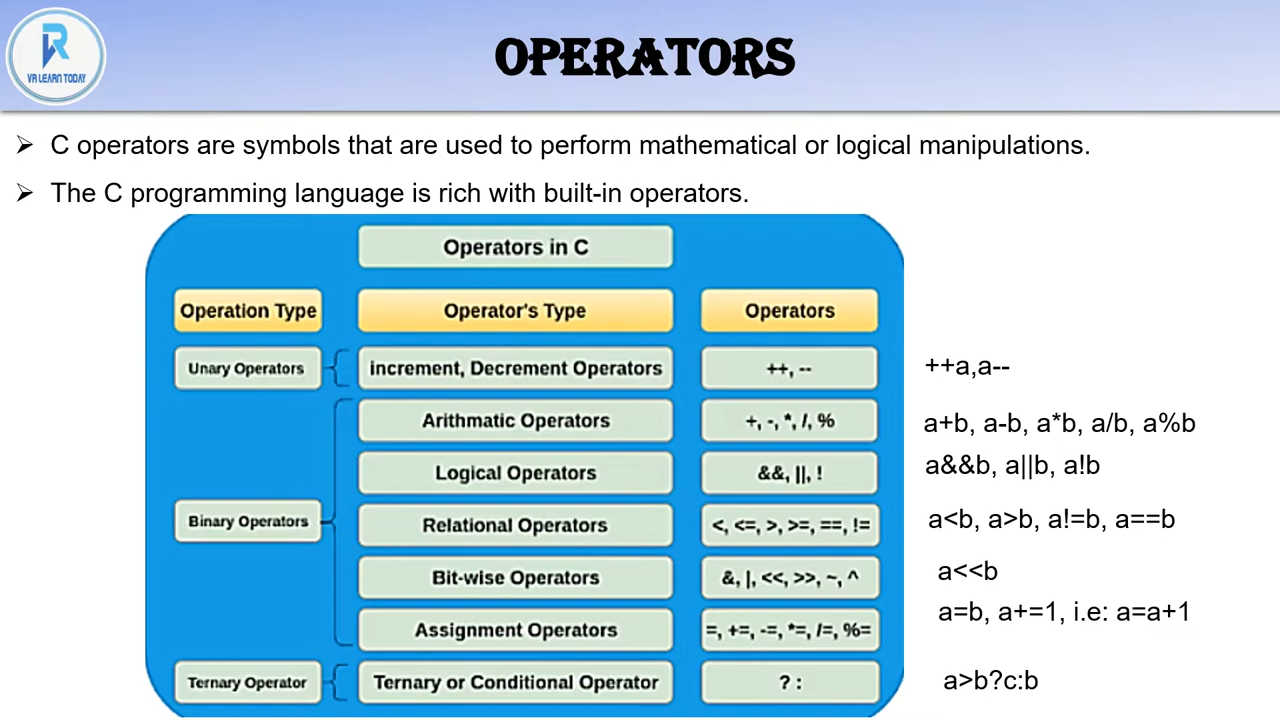 VR LEARN TODAY
OPERATORS
➢ C operators are symbols that are used to perform mathematical or logical manipulations.
➢ The C programming language is rich with built-in operators.
Operators in C
Operation Type Operator's Type Operators
Unary Operators Increment, Decrement Operators ++, -- ++a,a--
Arithmatic Operators +, -, *, /, % a+b, a-b, a*b, a/b, a%b
Logical Operators &&, ||, ! a&&b, a||b, a!b
Binary Operators Relational Operators <, <=, >, >=, ==, != a<b, a>b, a!=b, a==b
Bit-wise Operators &, |, <<, >>, ~, ^ a<<b
Assignment Operators =, +=, -=, *=, /=, %= a=b, a+=1, i.e: a=a+1
Ternary Operator Ternary or Conditional Operator ? : a>b?c:b